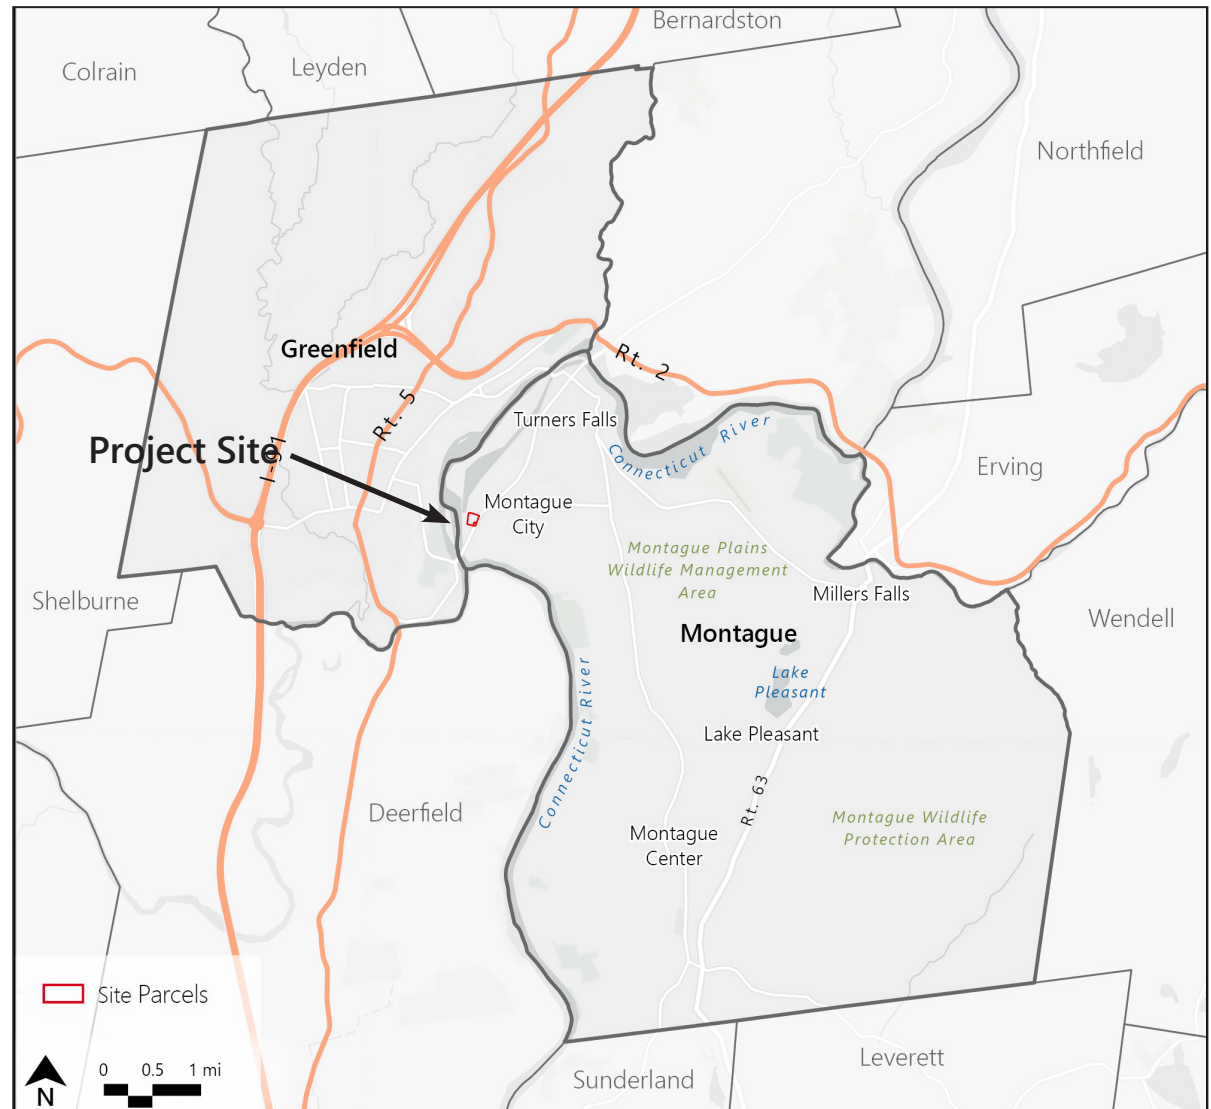 Bernardston
Colrain
Leyden
Northfield
Greenfield
Rt. 2
Rt. 5
Turners Falls
Connecticut River
Project Site
I-91
Erving
Montague
City
Montague Plains
Wildlife Management
Area
Millers Falls
Shelburne
Wendell
Montague
Lake
Pleasant
Connecticut River
Lake Pleasant
Rt. 63
Deerfield
Montague Wildlife
Protection Area
Montague
Center
Site Parcels
Leverett
Sunderland
0 0.5 1 mi
N